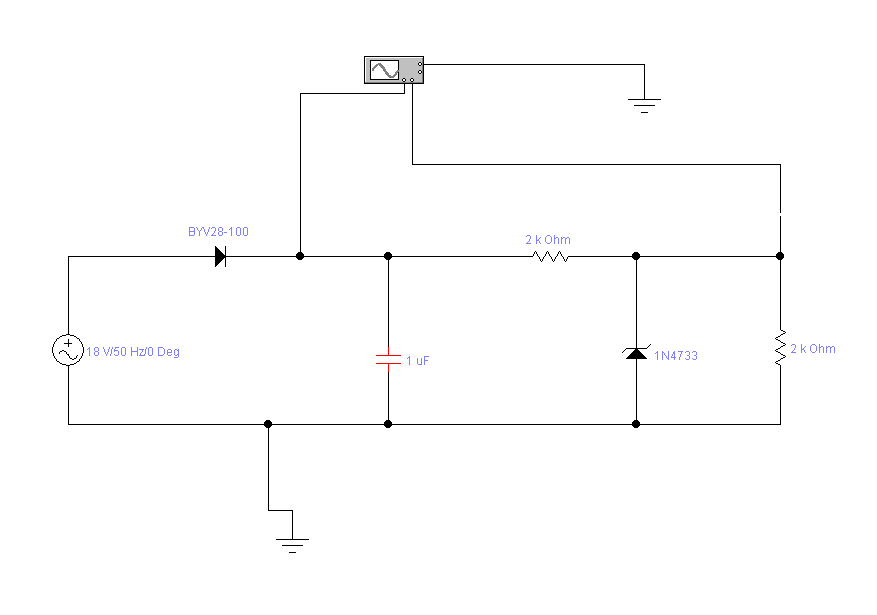 BYV28-100
2 k Ohm
18 V/50 Hz/0 Deg
1 uF
1N4733
2 k Ohm